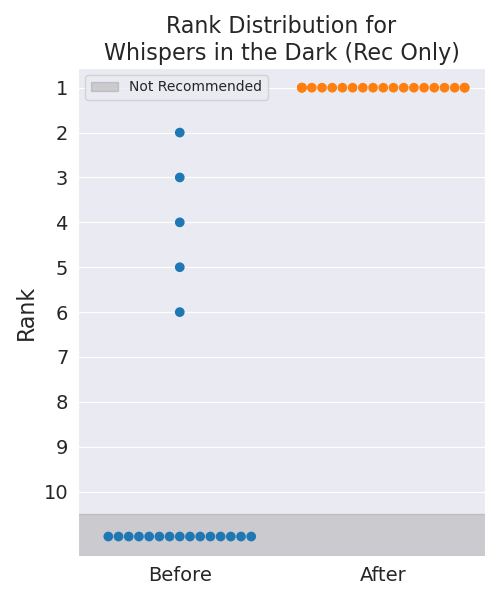 Rank Distribution for
Whispers in the Dark (Rec Only)
Not Recommended
Rank
1
2
3
4
5
6
7
8
9
10
Before After